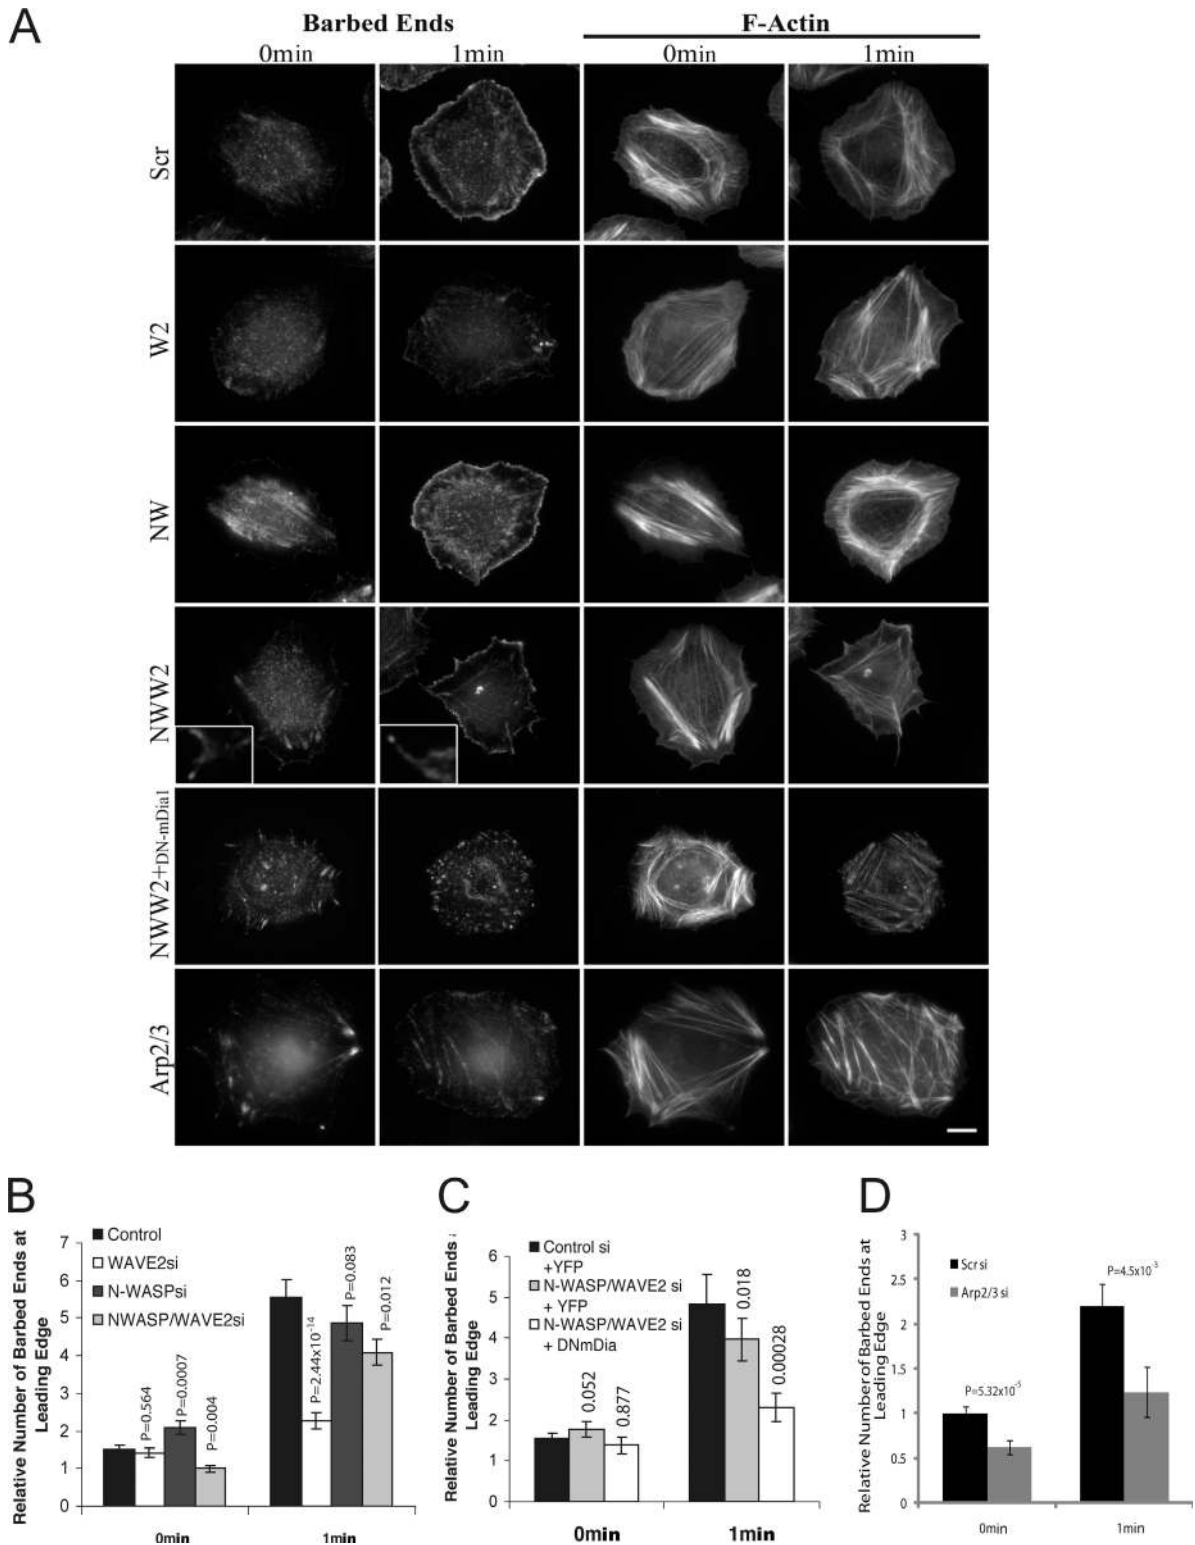 A
Barbed Ends
F-Actin
0min
1min
0min
1min
Scr
W2
NW
NWW2
NWW2+DN-mDia1
Arp2/3
B
Relative Number of Barbed Ends at
Leading Edge
7
6
5
4
3
2
1
0
Control
WAVE2si
N-WASPsi
NWASP/WAVE2si
P=0.564
P=0.0007
P=0.004
P=2.44x10-14
P=0.083
P=0.012
0min
1min
C
Relative Number of Barbed Ends
Leading Edge
6
5
4
3
2
1
0
Control si
+YFP
N-WASP/WAVE2 si
+ YFP
N-WASP/WAVE2 si
+ DNmDia
0.052
0.877
0.018
0.00028
0min
1min
D
Relative Number of Barbed Ends at
Leading Edge
3
2.5
2
1.5
1
0.5
0
Scr si
Arp2/3 si
P=5.32x10-5
P=4.5x10-3
0min
1min